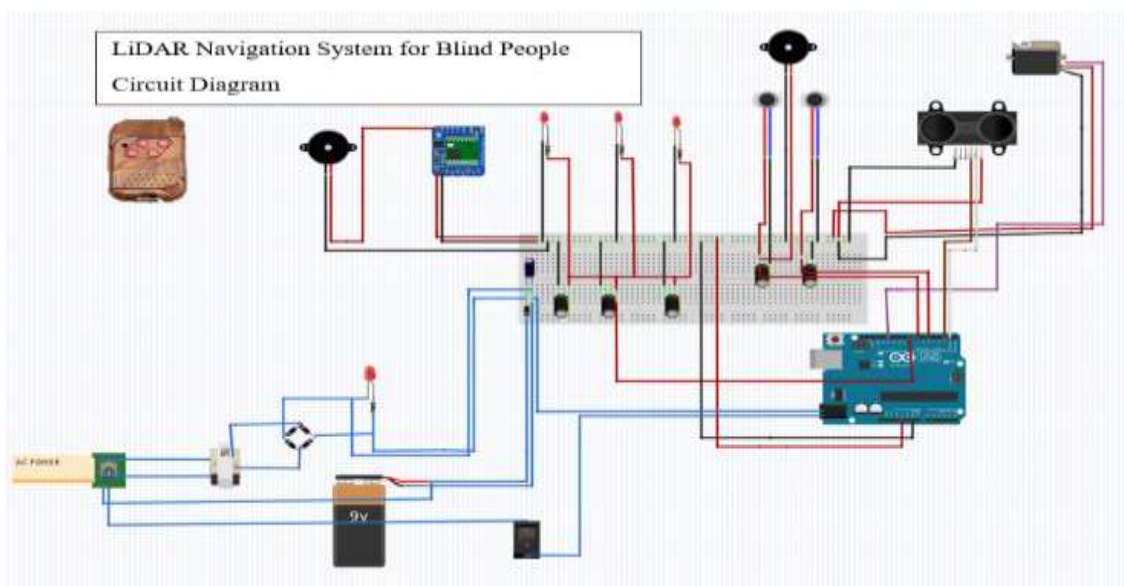 LiDAR Navigation System for Blind People
Circuit Diagram
AC POWER
9v